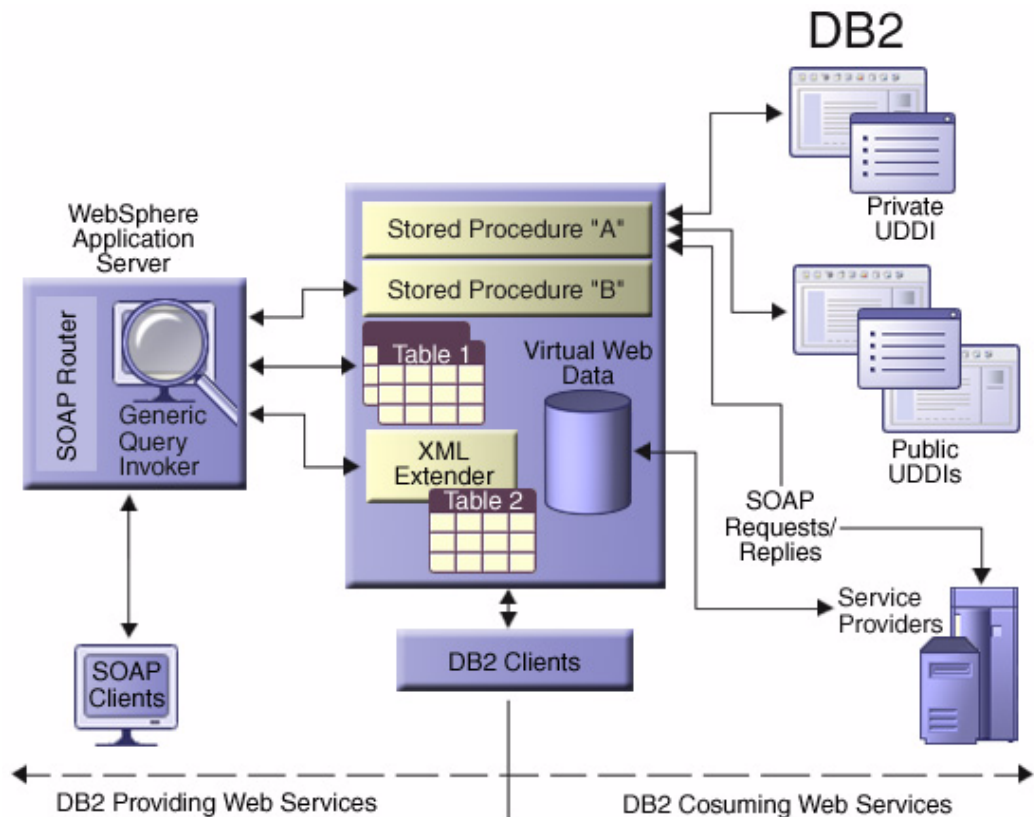 DB2
Private
UDDI
WebSphere
Application
Server
Stored Procedure "A"
Stored Procedure "B"
SOAP Router
Generic
Query
Invoker
Table 1
Virtual Web
Data
XML
Extender
Table 2
Public
UDDIs
SOAP
Requests/
Replies
Service
Providers
DB2 Clients
SOAP
Clients
DB2 Providing Web Services
DB2 Cosuming Web Services